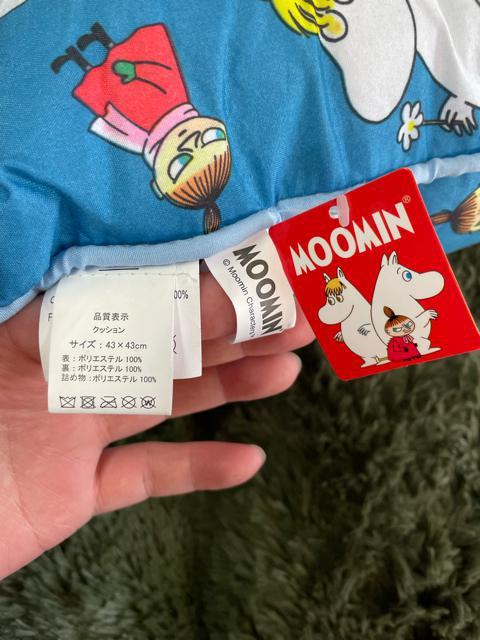 00%
品質表示
クッション
サイズ：43×43cm
表：ポリエステル 100%
裏：ポリエステル 100%
詰め物：ポリエステル 100%
MOOMIN
© Moomin Characters
MOOMIN®